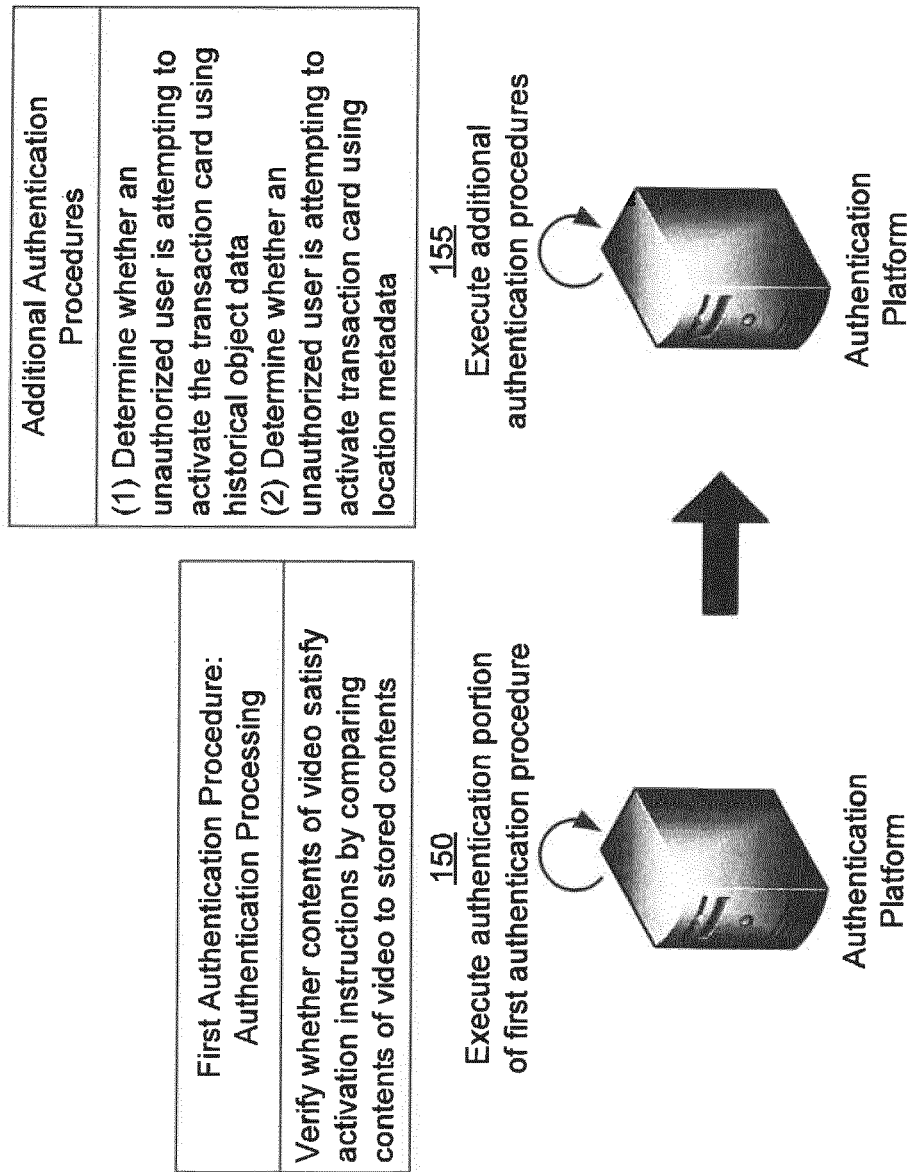 First Authentication Procedure:
Authentication Processing
Verify whether contents of video satisfy
activation instructions by comparing
contents of video to stored contents
150
Execute authentication portion
of first authentication procedure
Authentication
Platform
Additional Authentication
Procedures
(1) Determine whether an
unauthorized user is attempting to
activate the transaction card using
historical object data
(2) Determine whether an
unauthorized user is attempting to
activate transaction card using
location metadata
155
Execute additional
authentication procedures
Authentication
Platform